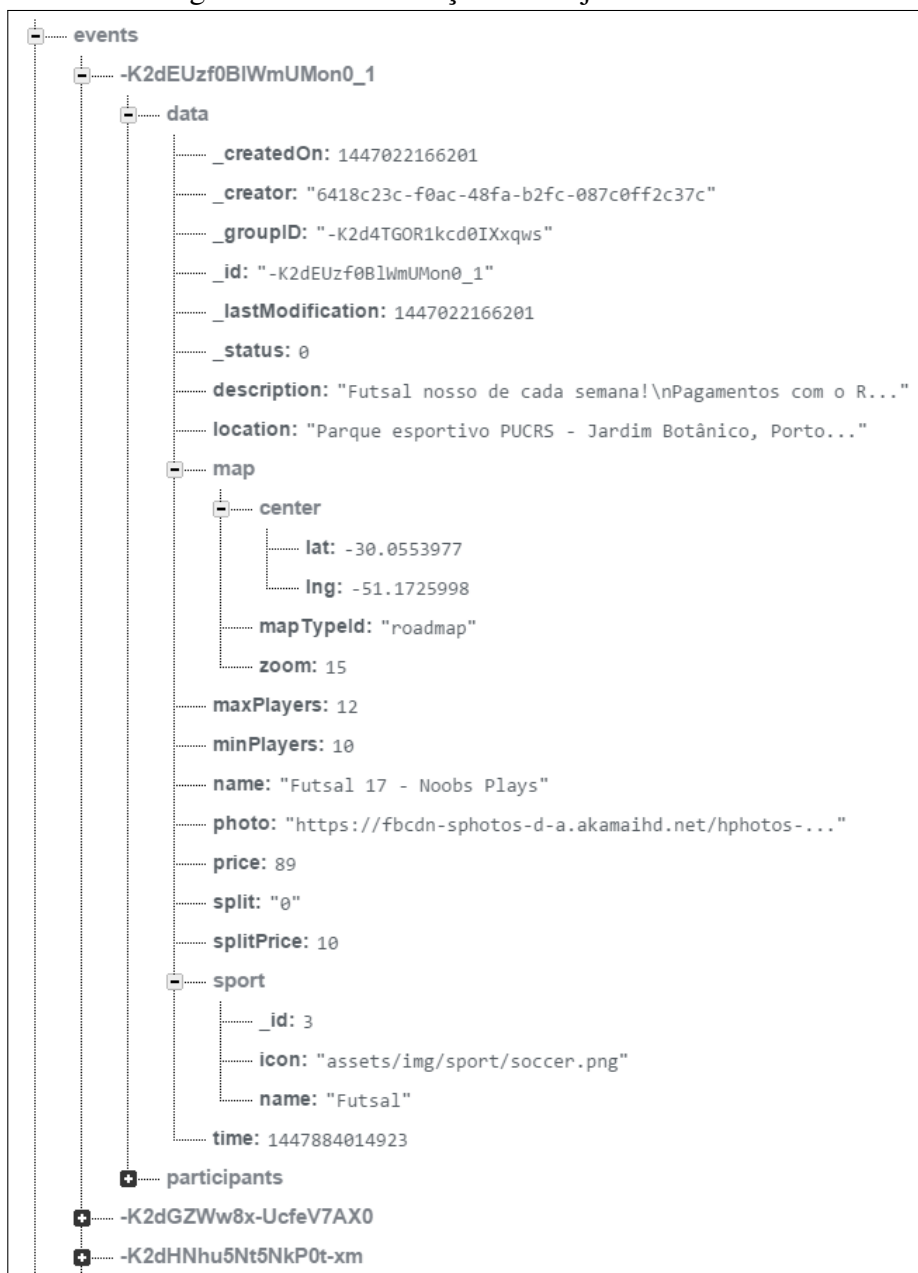 events
-K2dEUzf0BlWmUMon0_1
data
_createdOn: 1447022166201
_creator: "6418c23c-f0ac-48fa-b2fc-087c0ff2c37c"
_groupID: "-K2d4TGOR1kcd0IXxqws"
_id: "-K2dEUzf0BlWmUMon0_1"
_lastModification: 1447022166201
_status: 0
description: "Futsal nosso de cada semana!\nPagamentos com o R..."
location: "Parque esportivo PUCRS - Jardim Botânico, Porto..."
map
center
lat: -30.0553977
lng: -51.1725998
mapTypeId: "roadmap"
zoom: 15
maxPlayers: 12
minPlayers: 10
name: "Futsal 17 - Noobs Plays"
photo: "https://fbcdn-sphotos-d-a.akamaihd.net/hphotos-..."
price: 89
split: "0"
splitPrice: 10
sport
_id: 3
icon: "assets/img/sport/soccer.png"
name: "Futsal"
time: 1447884014923
participants
-K2dGZWw8x-UcfeV7AX0
-K2dHNhu5Nt5NkP0t-xm